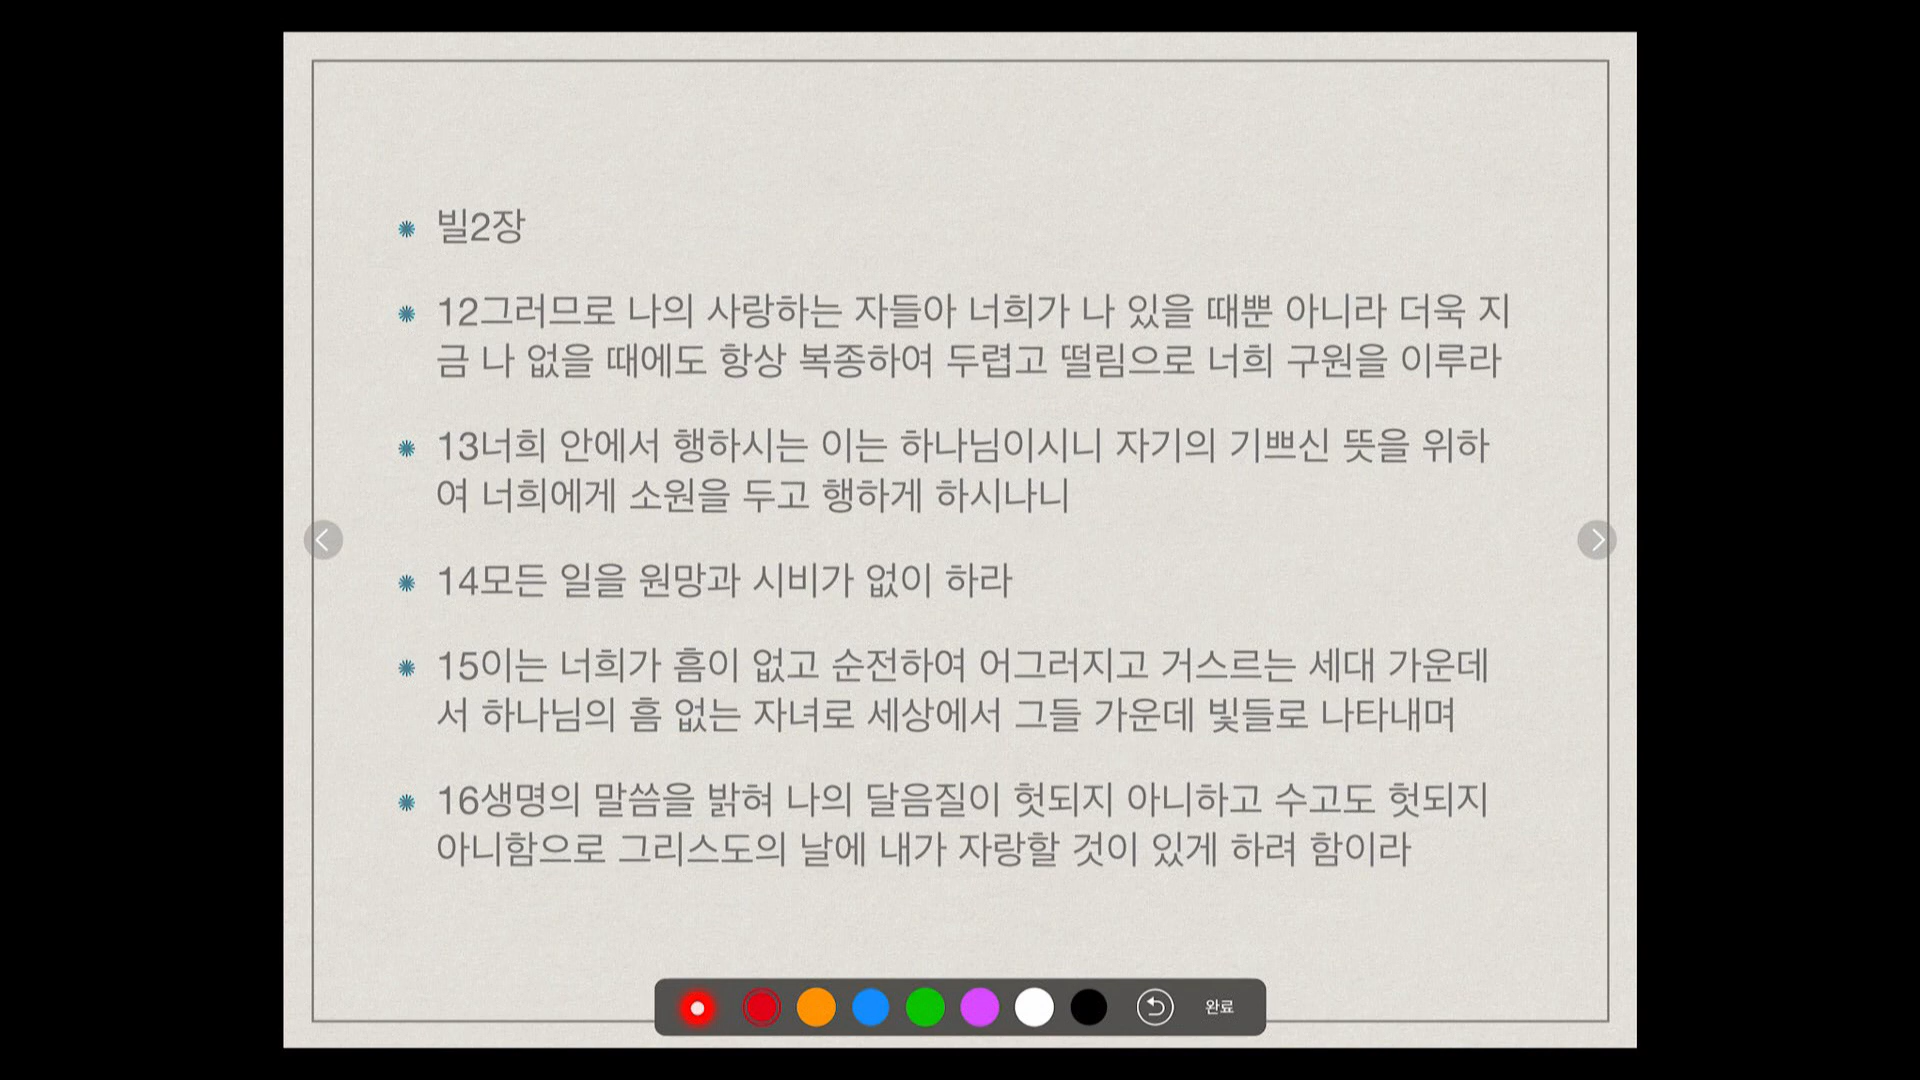 빌2장
12그러므로 나의 사랑하는 자들아 너희가 나 있을 때뿐 아니라 더욱 지
금 나 없을 때에도 항상 복종하여 두렵고 떨림으로 너희 구원을 이루라
13너희 안에서 행하시는 이는 하나님이시니 자기의 기쁘신 뜻을 위하
여 너희에게 소원을 두고 행하게 하시나니
14모든 일을 원망과 시비가 없이 하라
15이는 너희가 흠이 없고 순전하여 어그러지고 거스르는 세대 가운데
서 하나님의 흠 없는 자녀로 세상에서 그들 가운데 빛들로 나타내며
16생명의 말씀을 밝혀 나의 달음질이 헛되지 아니하고 수고도 헛되지
아니함으로 그리스도의 날에 내가 자랑할 것이 있게 하려 함이라
완료